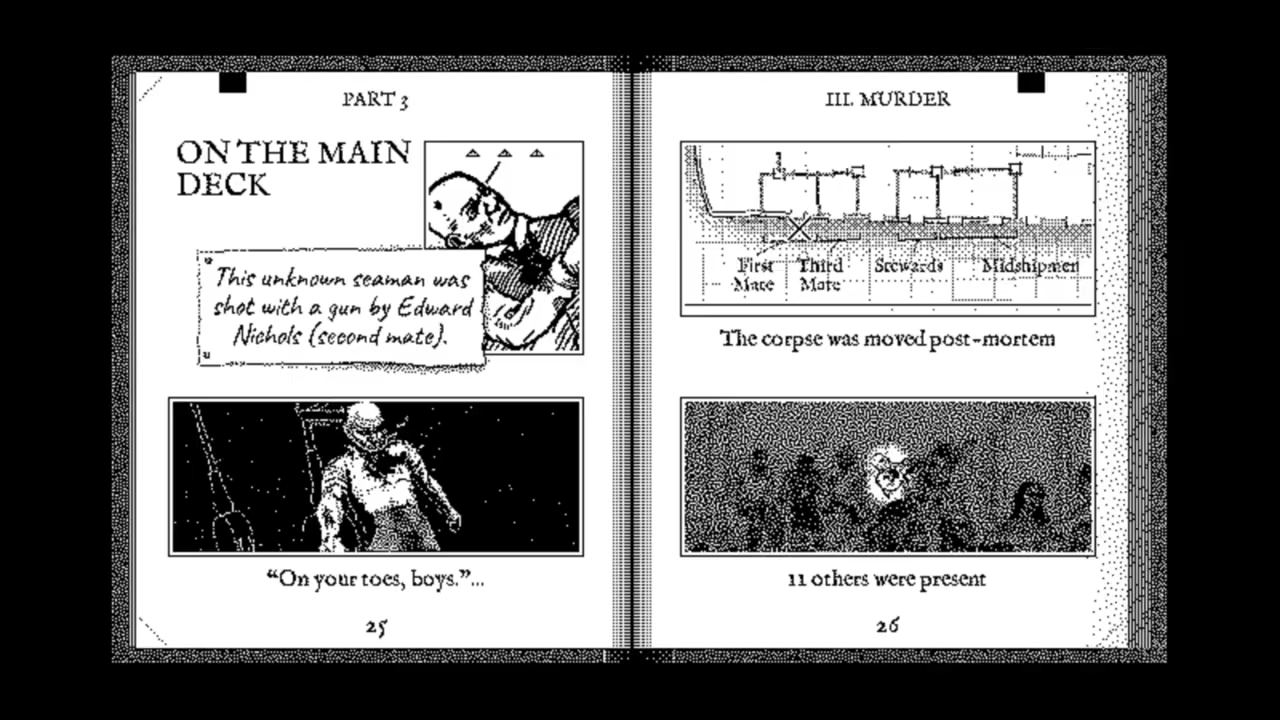 PART 3
ON THE MAIN
DECK
This unknown seaman was
shot with a gun by Edward
Nichols (second mate).
“On your toes, boys.”...
25
III. MURDER
First Third Stewards Midshipmen
Mate Mate
The corpse was moved post-mortem
11 others were present
26